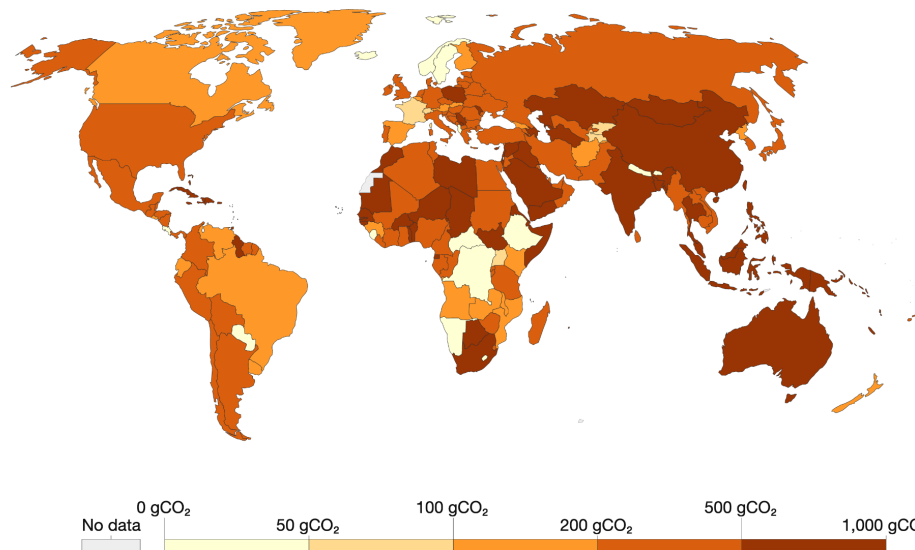 0 gCO₂ 100 gCO₂ 500 gCO₂
No data 50 gCO₂ 200 gCO₂ 1,000 gCO